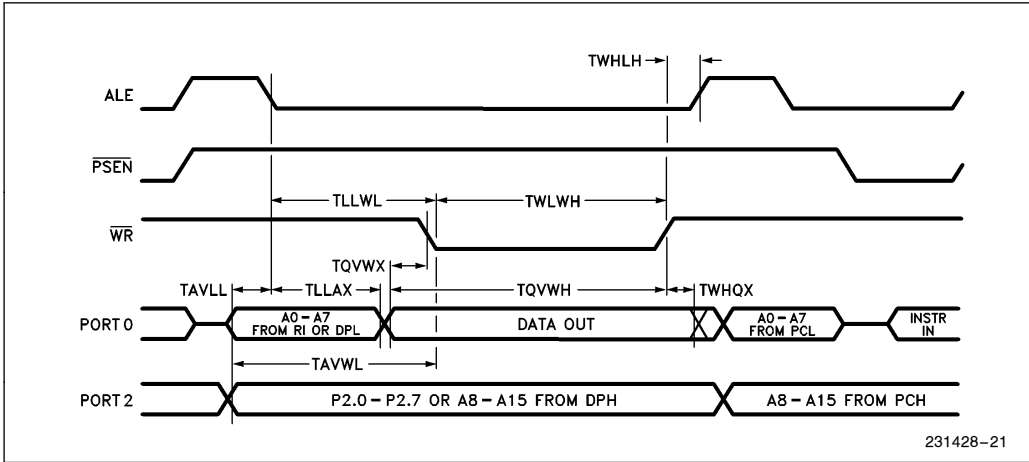 TWHLH
ALE
PSEN
TLLWL
TWLWH
WR
TQVWX
TAVLL
TLLAX
TQVWH
TWHQX
PORT 0
A0 – A7
FROM RI OR DPL
DATA OUT
A0 – A7
FROM PCL
INSTR
IN
TAVWL
PORT 2
P2.0 – P2.7 OR A8 – A15 FROM DPH
A8 – A15 FROM PCH
231428–21